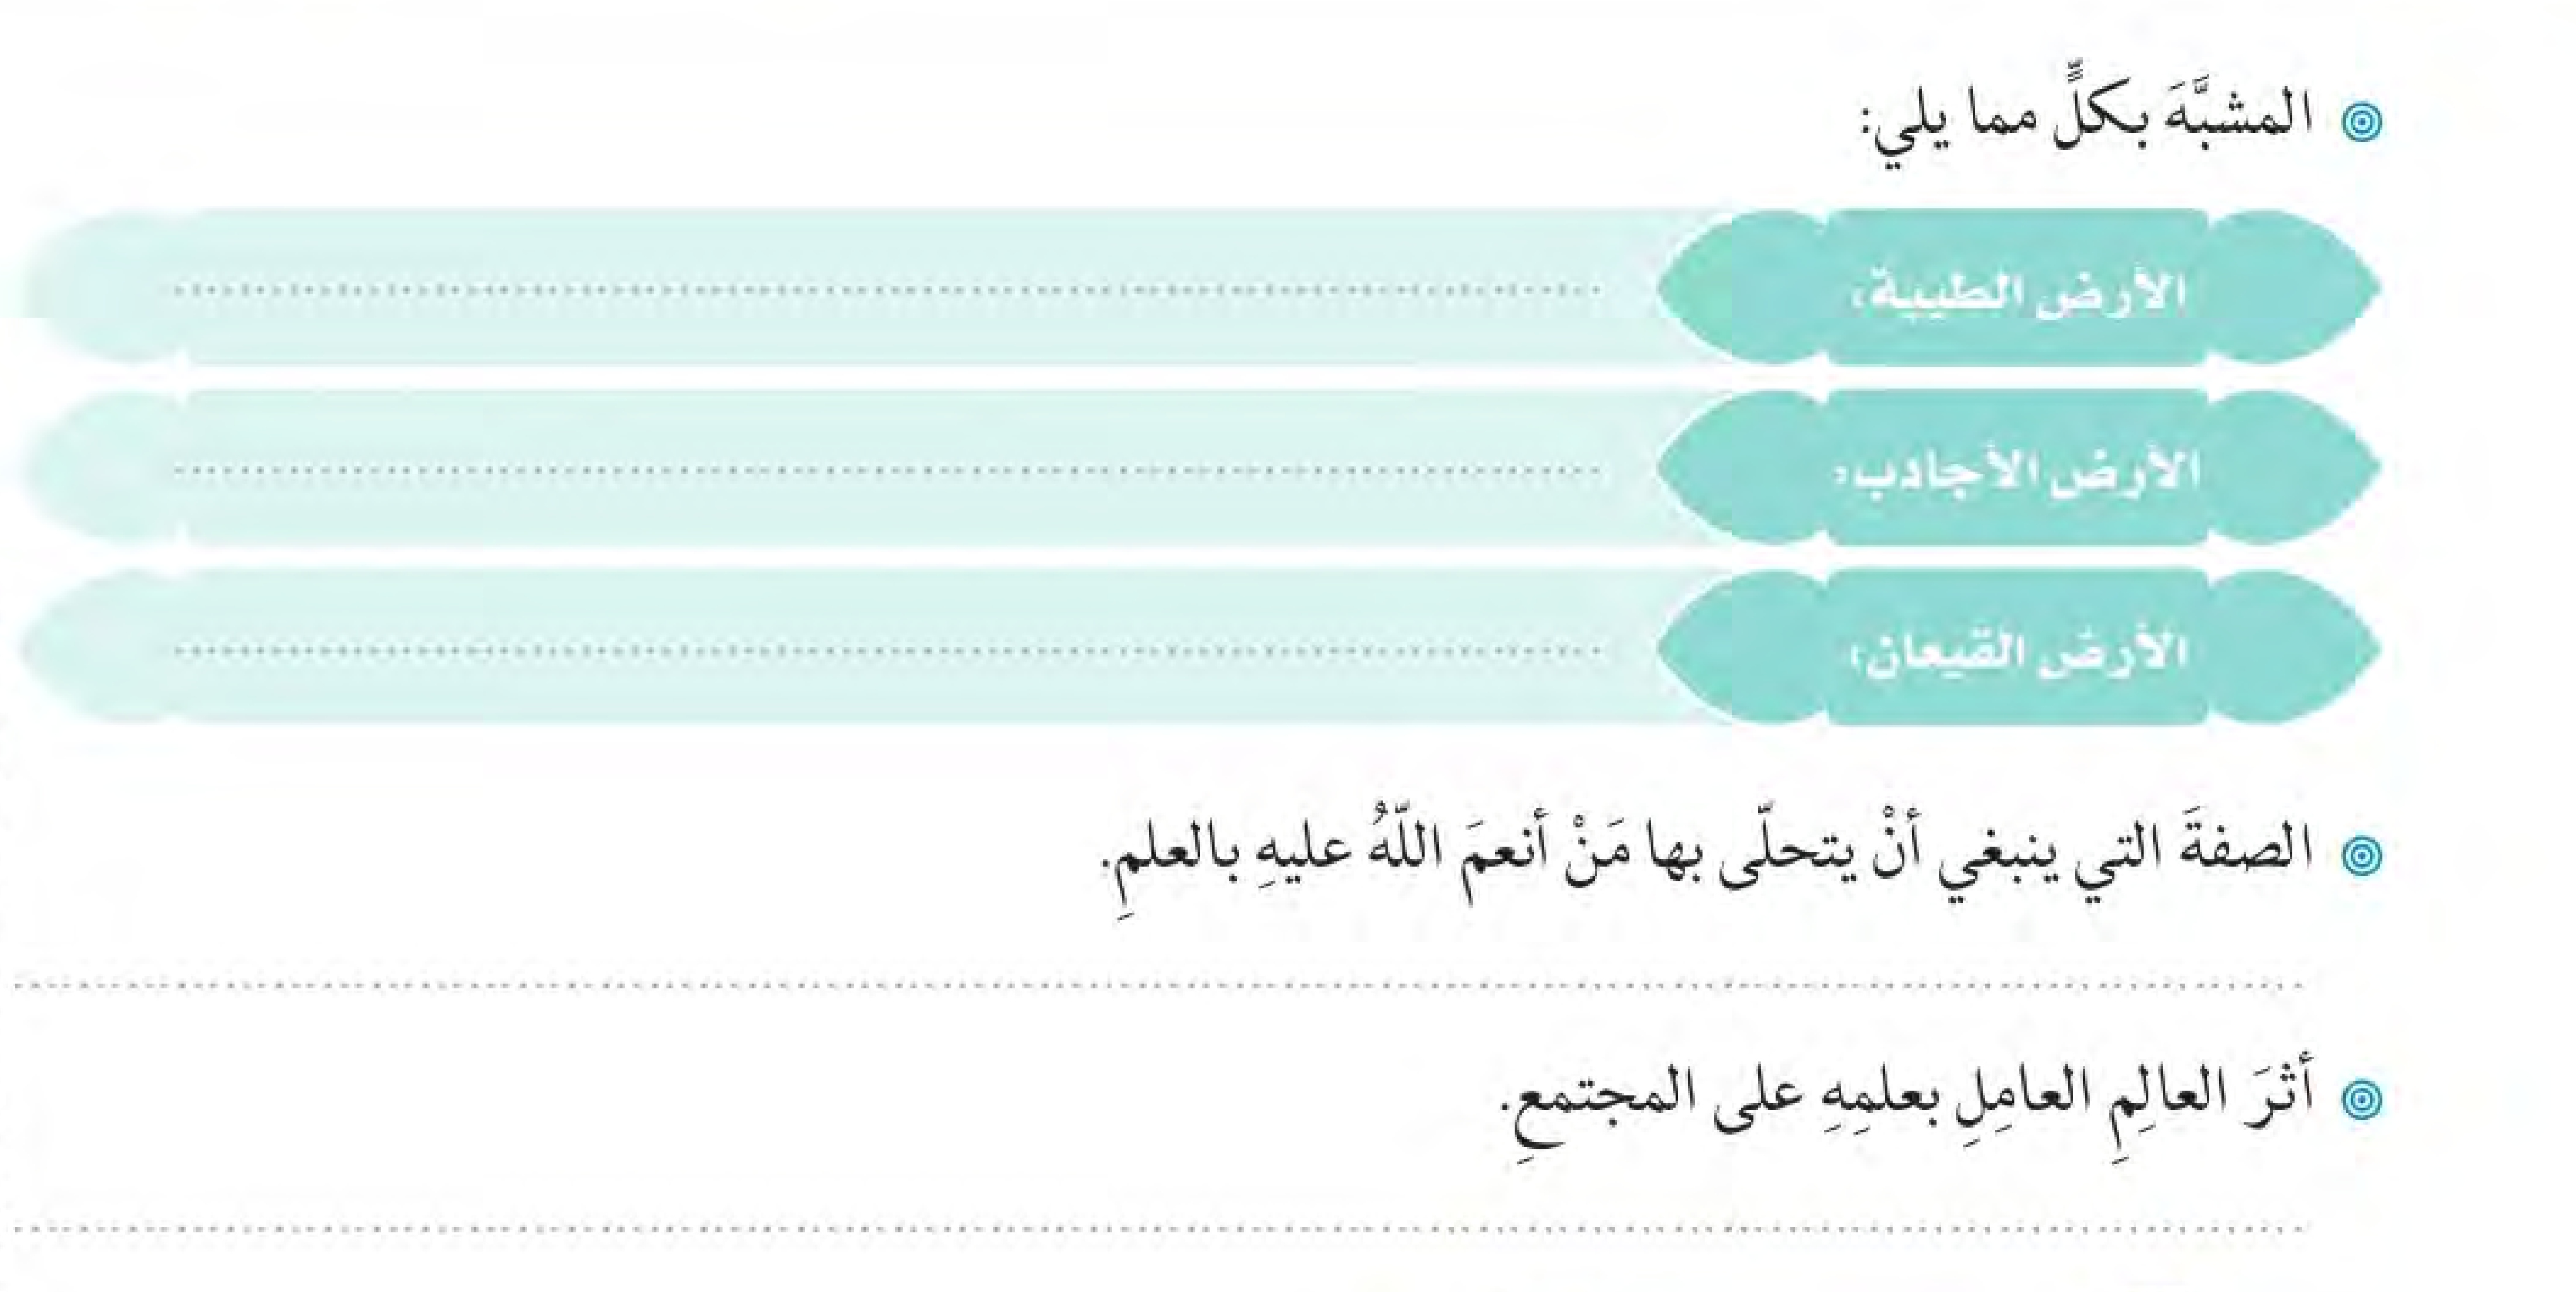 المشبَّهَ بكلٍّ مما يلي:
الأرض الطيبة:
الأرض الأجادب:
الأرض القيعان:
الصفةَ التي ينبغي أنْ يتحلّى بها مَنْ أنعمَ اللّهُ عليهِ بالعلمِ.
أثرَ العالِمِ العامِلِ بعلمِهِ على المجتمعِ.